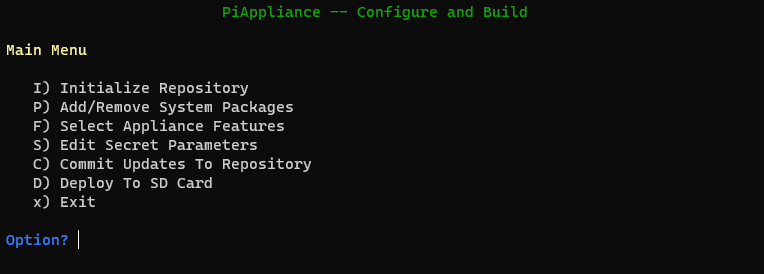 PiAppliance -- Configure and Build
Main Menu
I) Initialize Repository
P) Add/Remove System Packages
F) Select Appliance Features
S) Edit Secret Parameters
C) Commit Updates To Repository
D) Deploy To SD Card
x) Exit
Option?